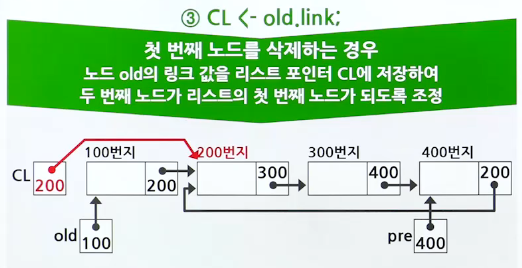 ③ CL <- old.link;
첫 번째 노드를 삭제하는 경우
노드 old의 링크 값을 리스트 포인터 CL에 저장하여
두 번째 노드가 리스트의 첫 번째 노드가 되도록 조정
100번지 200번지 300번지 400번지
CL 200 200 300 400 200
old 100 pre 400